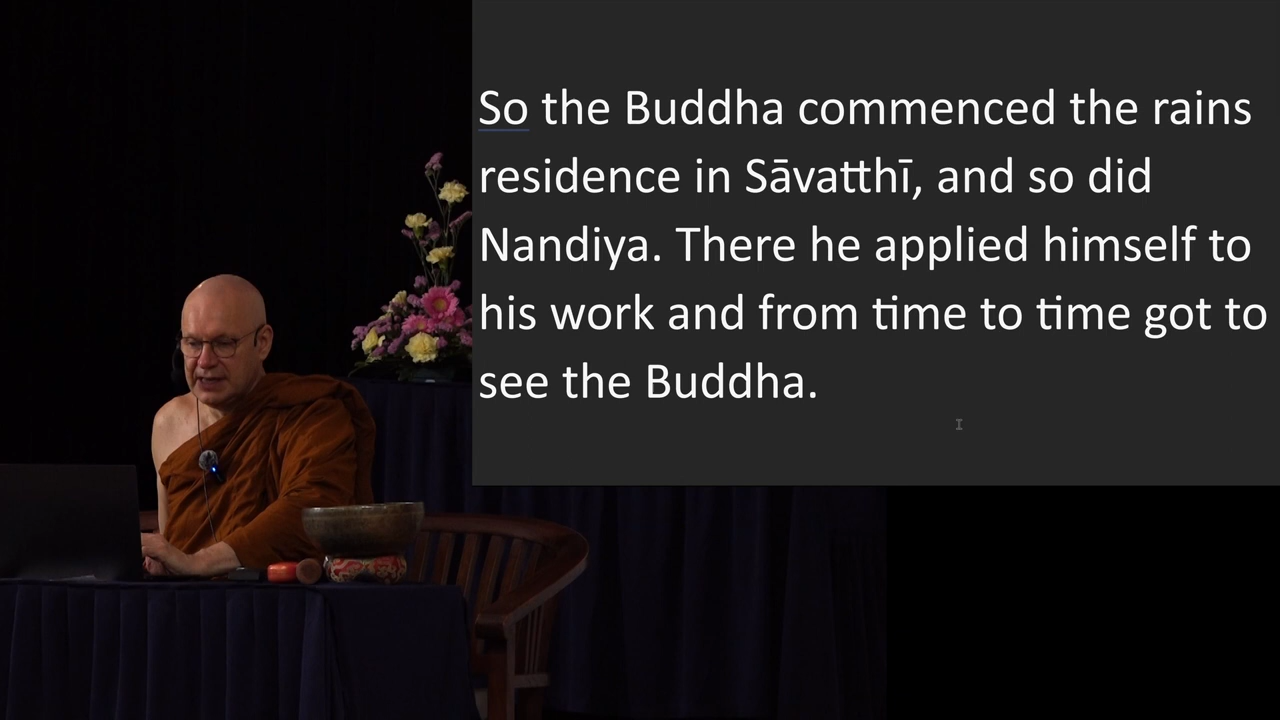 So the Buddha commenced the rains
residence in Sāvatthī, and so did
Nandiya. There he applied himself to
his work and from time to time got to
see the Buddha.